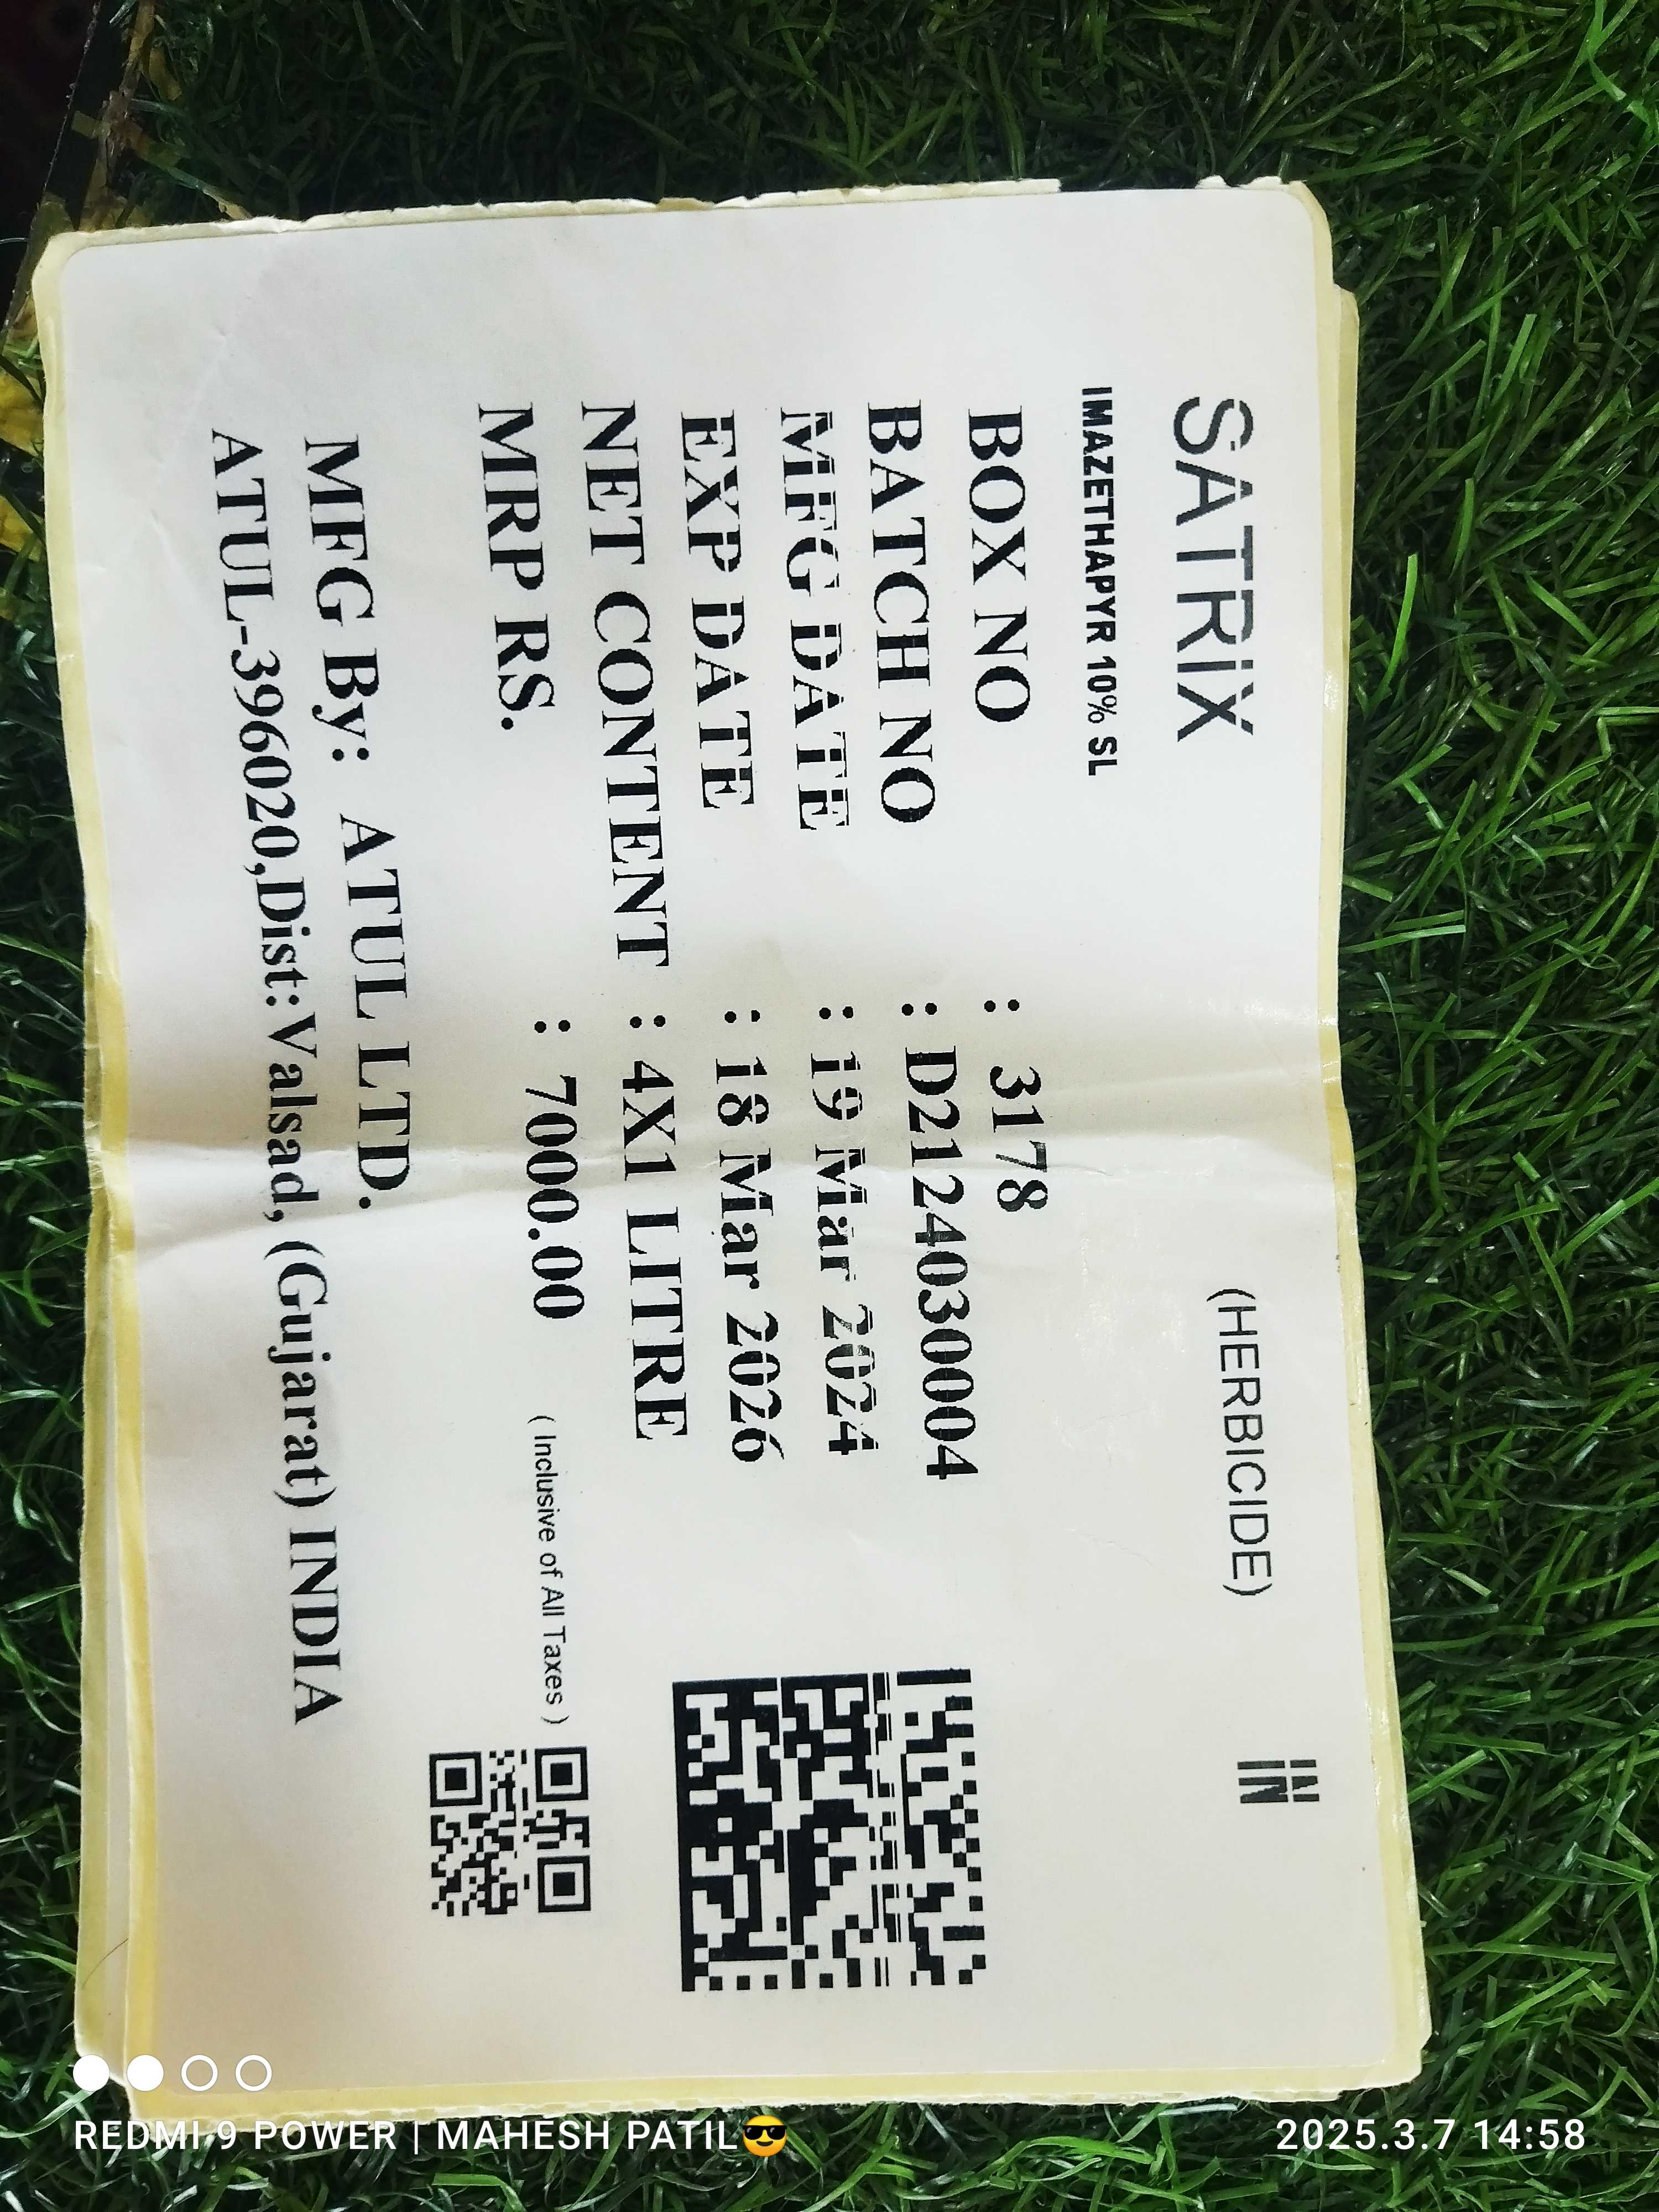 SATRiX (HERBICIDE) IN
IMAZETHAPYR 10% SL
BOX NO : 3178
BATCH NO : D2124030004
MFG DATE : 19 Mar 2024
EXP DATE : 18 Mar 2026
NET CONTENT : 4X1 LITRE
MRP RS. : 7000.00 ( Inclusive of All Taxes )
MFG By: ATUL LTD.
ATUL-396020,Dist:Valsad, (Gujarat) INDIA
REDMI 9 POWER | MAHESH PATIL😎
2025.3.7 14:58